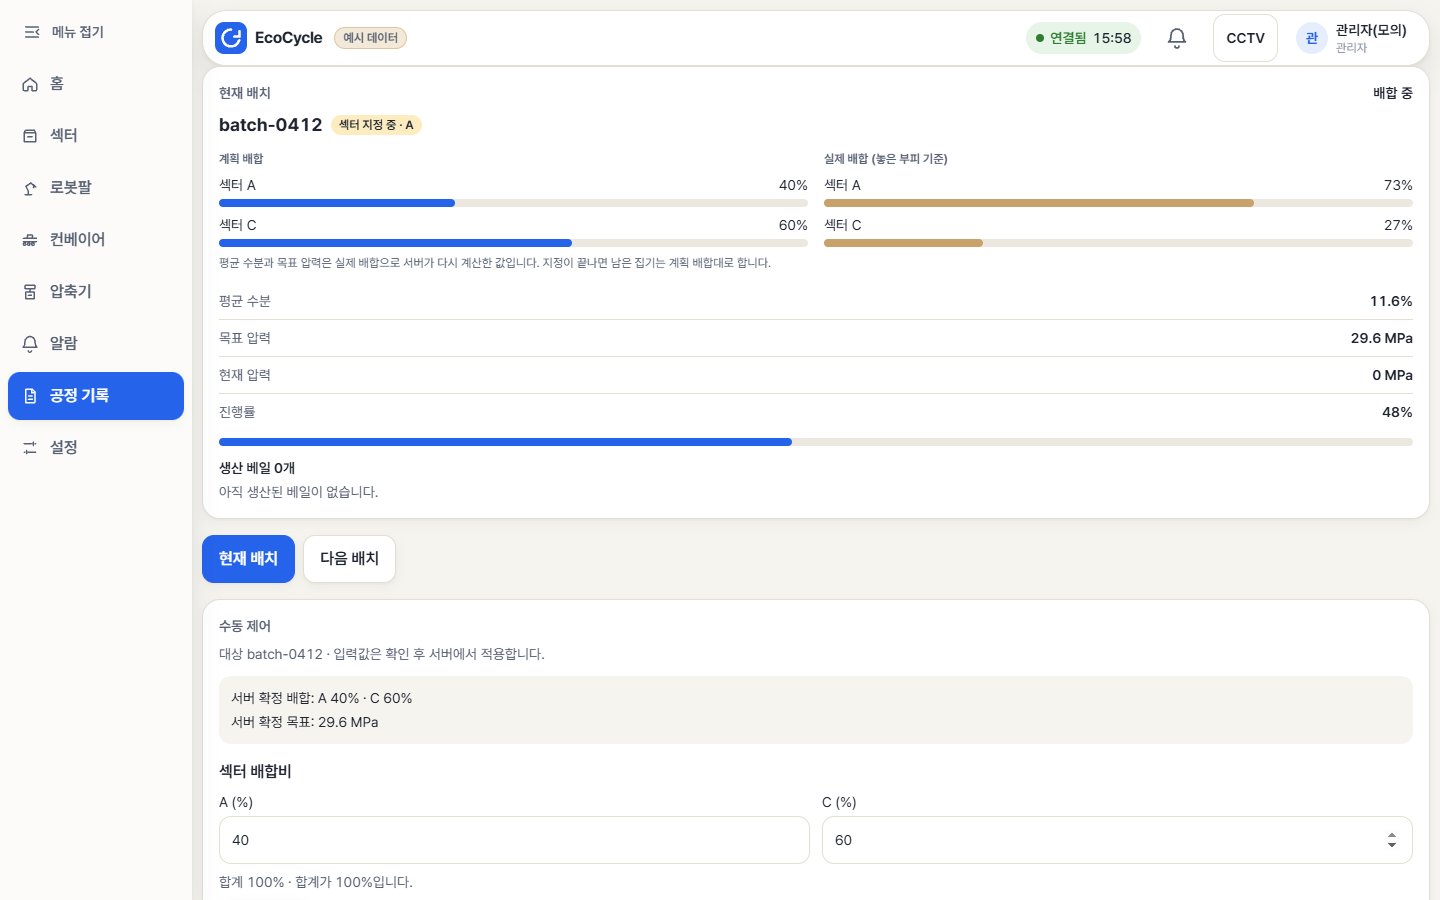 메뉴 접기
홈
섹터
로봇팔
컨베이어
압축기
알람
공정 기록
설정
EcoCycle
예시 데이터
연결됨 15:58
CCTV
관
관리자(모의)
관리자
현재 배치
배합 중
batch-0412
섹터 지정 중 · A
계획 배합
섹터 A
40%
섹터 C
60%
실제 배합 (놓은 부피 기준)
섹터 A
73%
섹터 C
27%
평균 수분과 목표 압력은 실제 배합으로 서버가 다시 계산한 값입니다. 지정이 끝나면 남은 집기는 계획 배합대로 합니다.
평균 수분
11.6%
목표 압력
29.6 MPa
현재 압력
0 MPa
진행률
48%
생산 베일 0개
아직 생산된 베일이 없습니다.
현재 배치
다음 배치
수동 제어
대상 batch-0412 · 입력값은 확인 후 서버에서 적용합니다.
서버 확정 배합: A 40% · C 60%
서버 확정 목표: 29.6 MPa
섹터 배합비
A (%)
C (%)
40
60
합계 100% · 합계가 100%입니다.